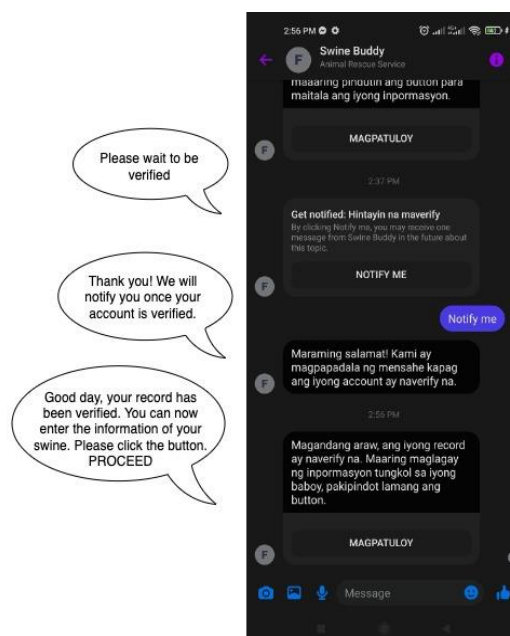 2:56 PM
Swine Buddy
F
Animal Rescue Service
maaaring pindutin ang button para
maitala ang iyong inpormasyon.
MAGPATULOY
F
Please wait to be
verified
2:37 PM
Get notified: Hintayin na maverify
By clicking Notify me, you may receive one
message from Swine Buddy in the future about
this topic.
NOTIFY ME
F
Thank you! We will
notify you once your
account is verified.
Notify me
Maraming salamat! Kami ay
magpapadala ng mensahe kapag
ang iyong account ay naverify na.
F
Good day, your record has
been verified. You can now
enter the information of your
swine. Please click the button.
PROCEED
2:56 PM
Magandang araw, ang iyong record
ay naverify na. Maaring maglagay
ng inpormasyon tungkol sa iyong
baboy, pakipindot lamang ang
button.
MAGPATULOY
F
Message